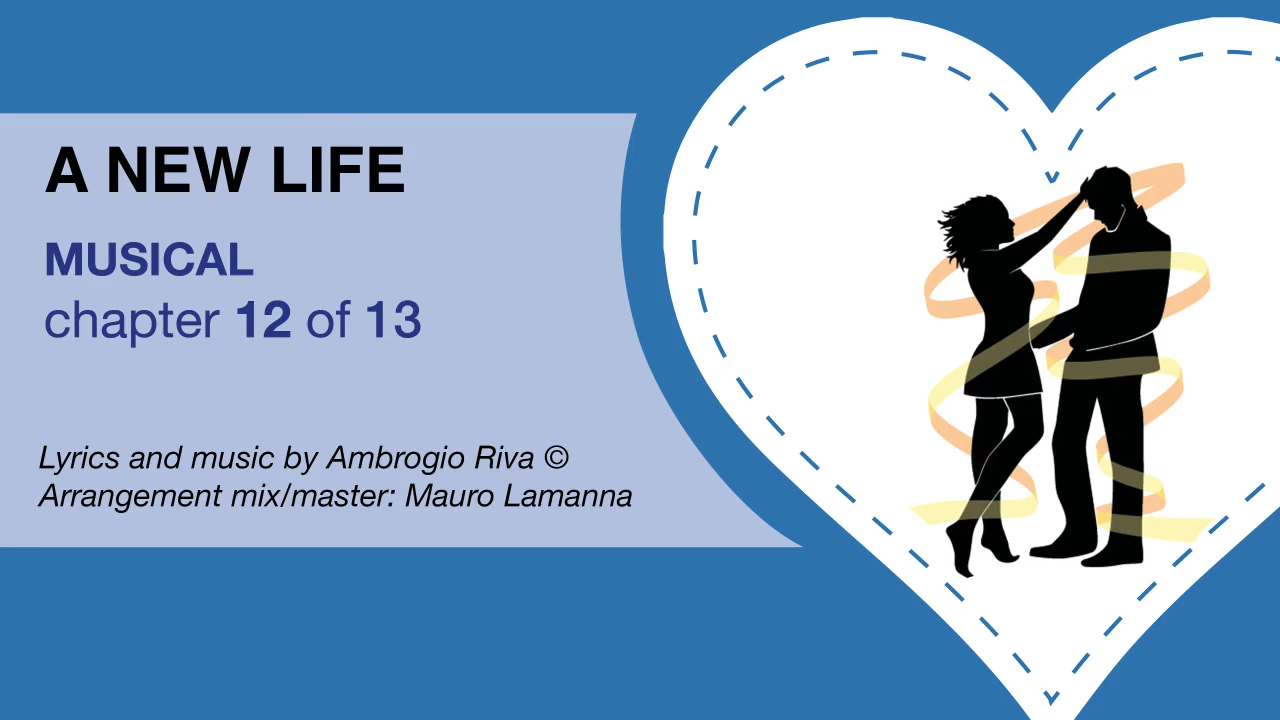 A NEW LIFE
MUSICAL
chapter 12 of 13
Lyrics and music by Ambrogio Riva ©
Arrangement mix/master: Mauro Lamanna